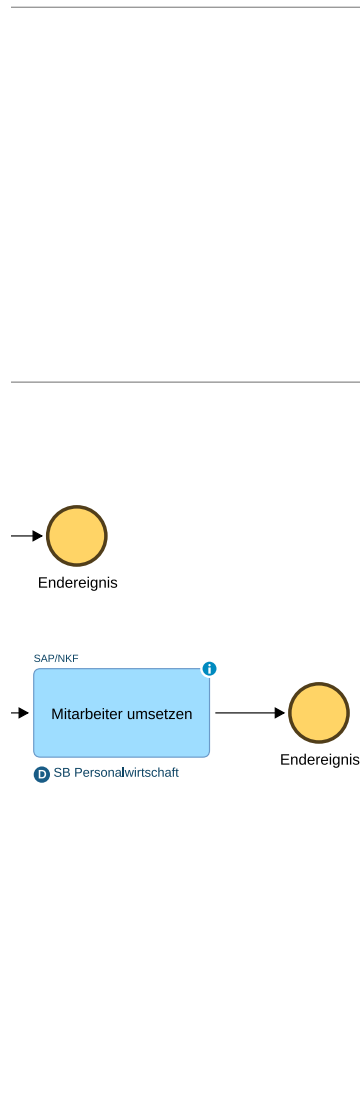 Endereignis
SAP/NKF
i
Mitarbeiter umsetzen
Endereignis
D SB Personalwirtschaft